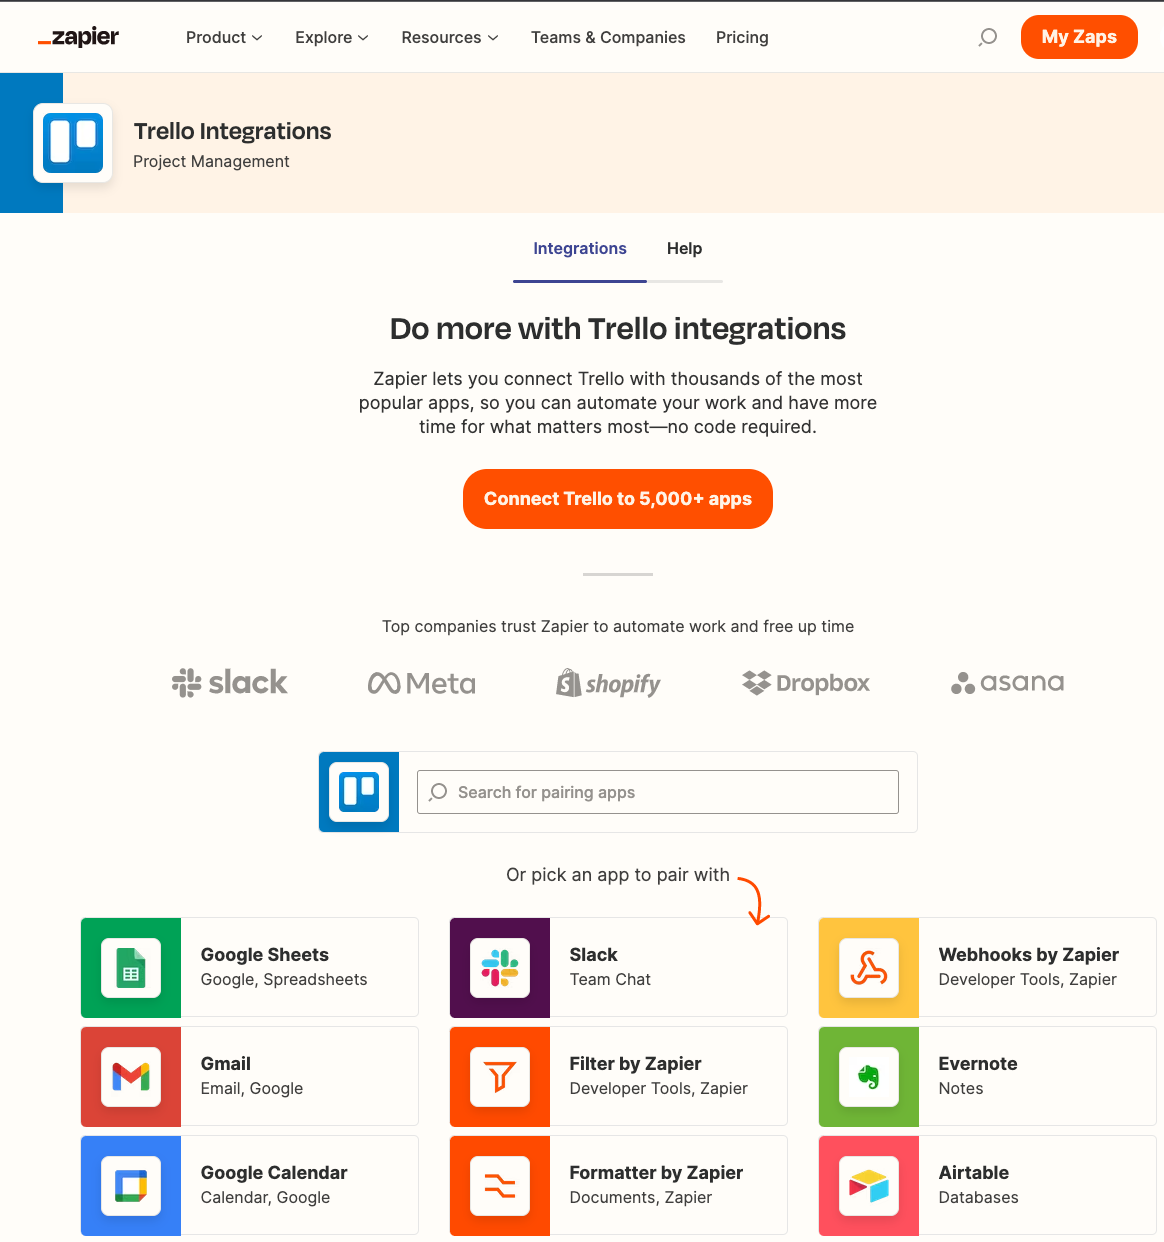 zapier
Product
Explore
Resources
Teams & Companies
Pricing
My Zaps
Trello Integrations
Project Management
Integrations
Help
Do more with Trello integrations
Zapier lets you connect Trello with thousands of the most
popular apps, so you can automate your work and have more
time for what matters most—no code required.
Connect Trello to 5,000+ apps
Top companies trust Zapier to automate work and free up time
slack
Meta
shopify
Dropbox
asana
Search for pairing apps
Or pick an app to pair with
Google Sheets
Google, Spreadsheets
Slack
Team Chat
Webhooks by Zapier
Developer Tools, Zapier
Gmail
Email, Google
Filter by Zapier
Developer Tools, Zapier
Evernote
Notes
Google Calendar
Calendar, Google
Formatter by Zapier
Documents, Zapier
Airtable
Databases